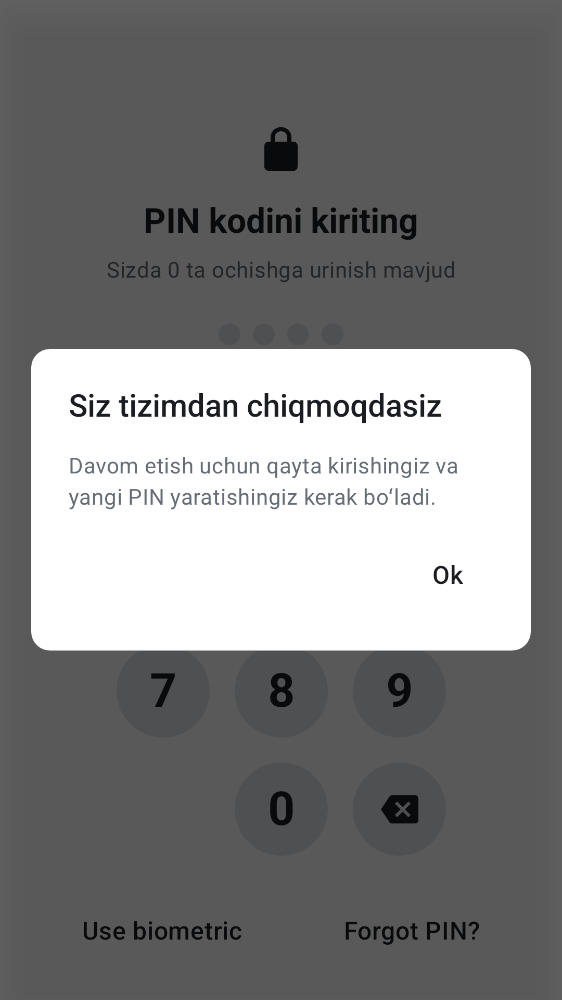 PIN kodini kiriting
Sizda 0 ta ochishga urinish mavjud
Siz tizimdan chiqmoqdasiz
Davom etish uchun qayta kirishingiz va
yangi PIN yaratishingiz kerak boʻladi.
Ok
7 8 9
0
Use biometric Forgot PIN?